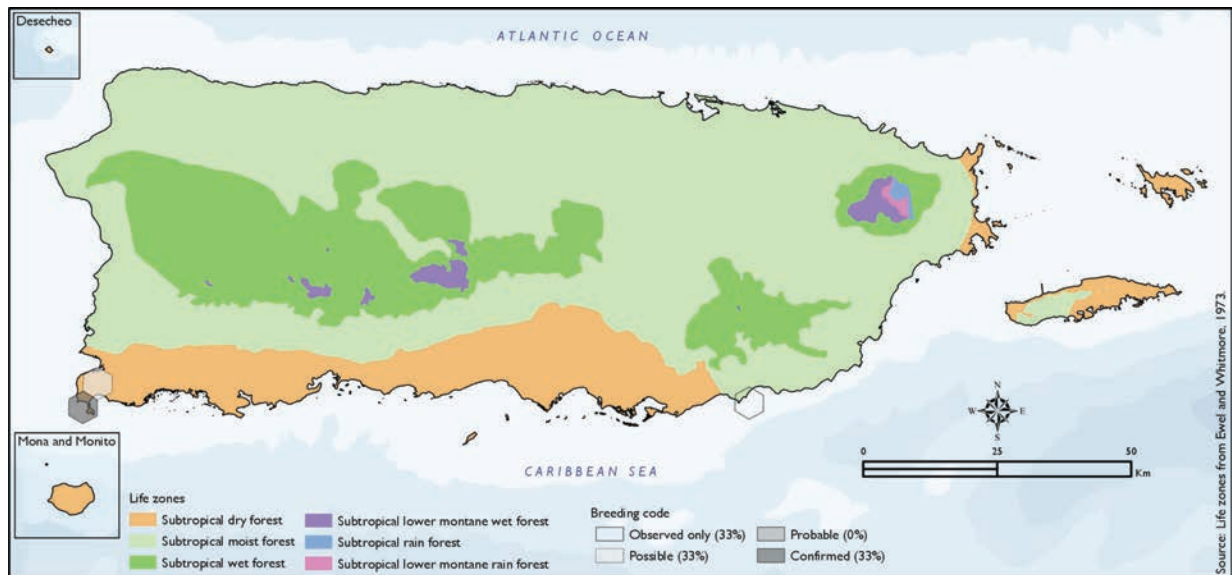 Desecheo
ATLANTIC OCEAN
Source: Life zones from Ewel and Whitmore, 1973.
N
W E
S
Mona and Monito
0 25 50
Km
CARIBBEAN SEA
Life zones
Subtropical dry forest
Subtropical moist forest
Subtropical wet forest
Subtropical lower montane wet forest
Subtropical rain forest
Subtropical lower montane rain forest
Breeding code
Observed only (33%)
Possible (33%)
Probable (0%)
Confirmed (33%)